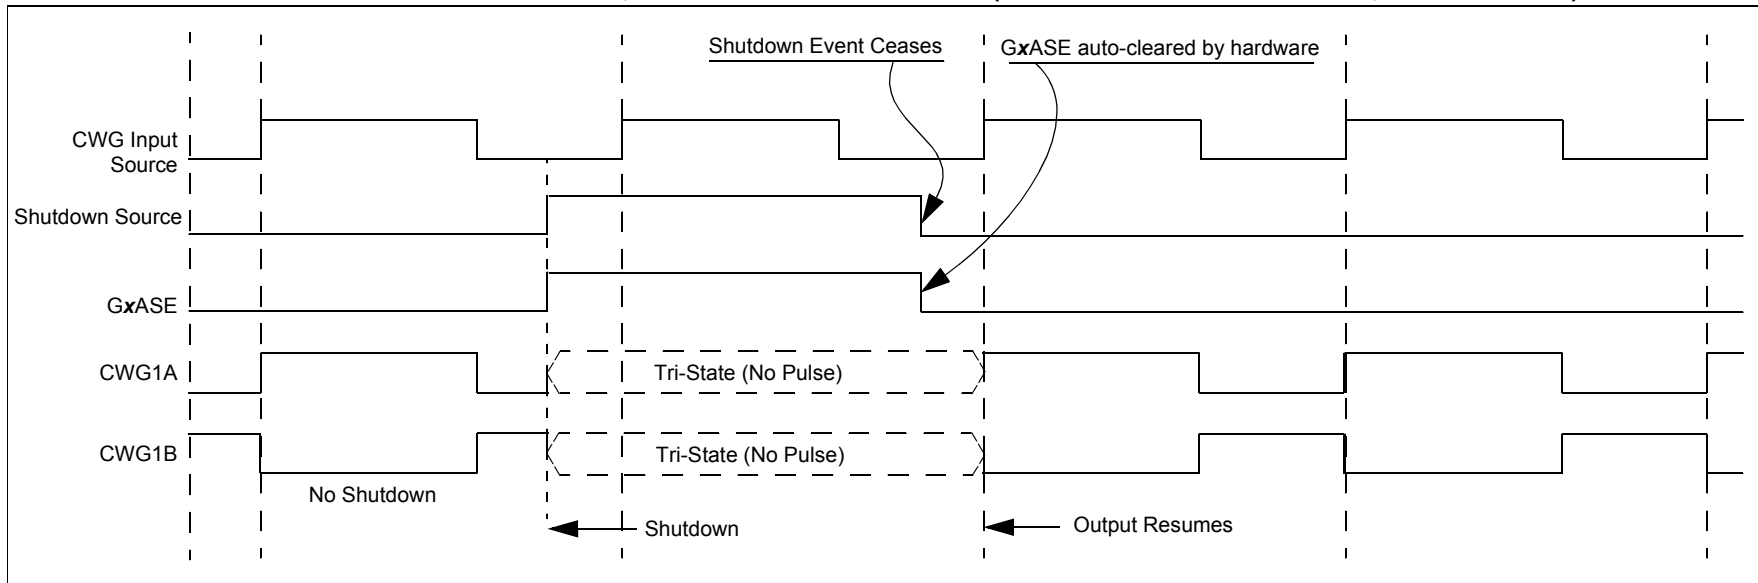 Shutdown Event Ceases
GxASE auto-cleared by hardware
CWG Input
Source
Shutdown Source
GxASE
CWG1A
Tri-State (No Pulse)
CWG1B
Tri-State (No Pulse)
No Shutdown
Shutdown
Output Resumes